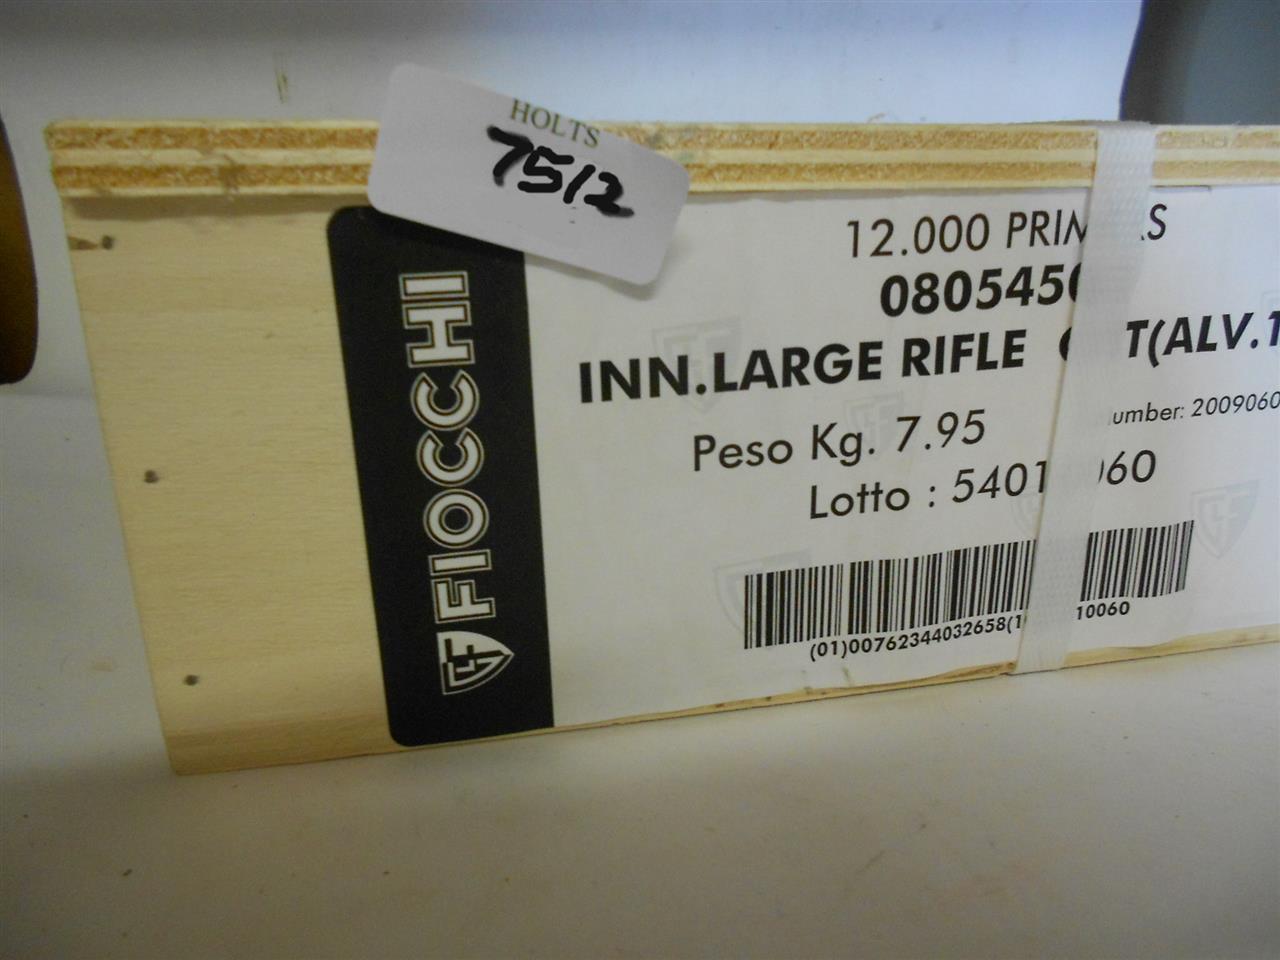 HOLTS
7512
FIOCCHI
12.000
080545
INN.LARGE RIFLE T(ALV.1
Peso Kg. 7.95
umber: 2009060
Lotto : 5401 060
(01)00762344032658(1 10060